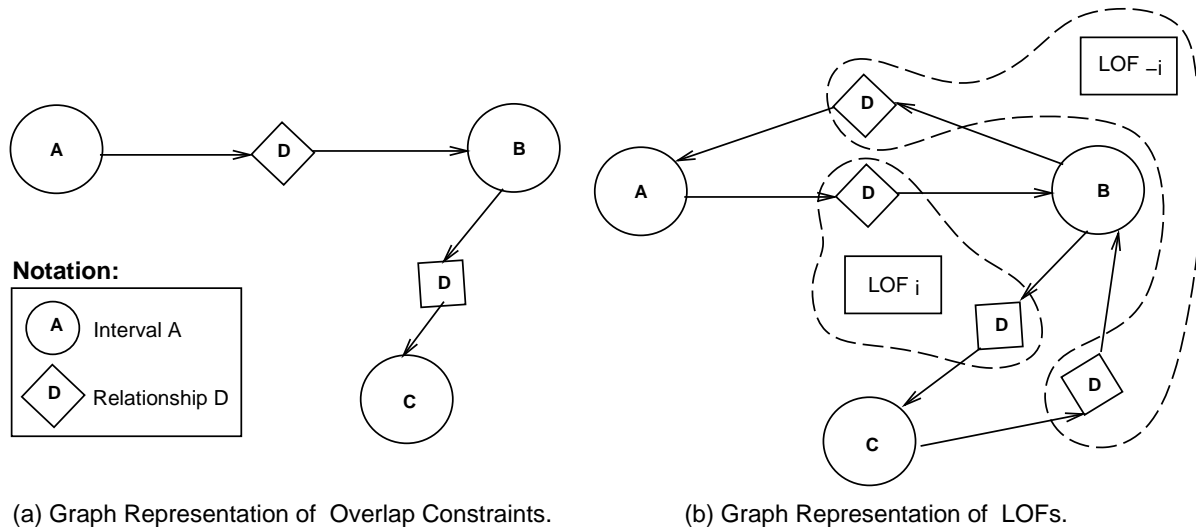 A
D
B
D
C
Notation:
A Interval A
D Relationship D
(a) Graph Representation of Overlap Constraints.
LOF –i
D
A
D
B
LOF i
D
D
C
(b) Graph Representation of LOFs.